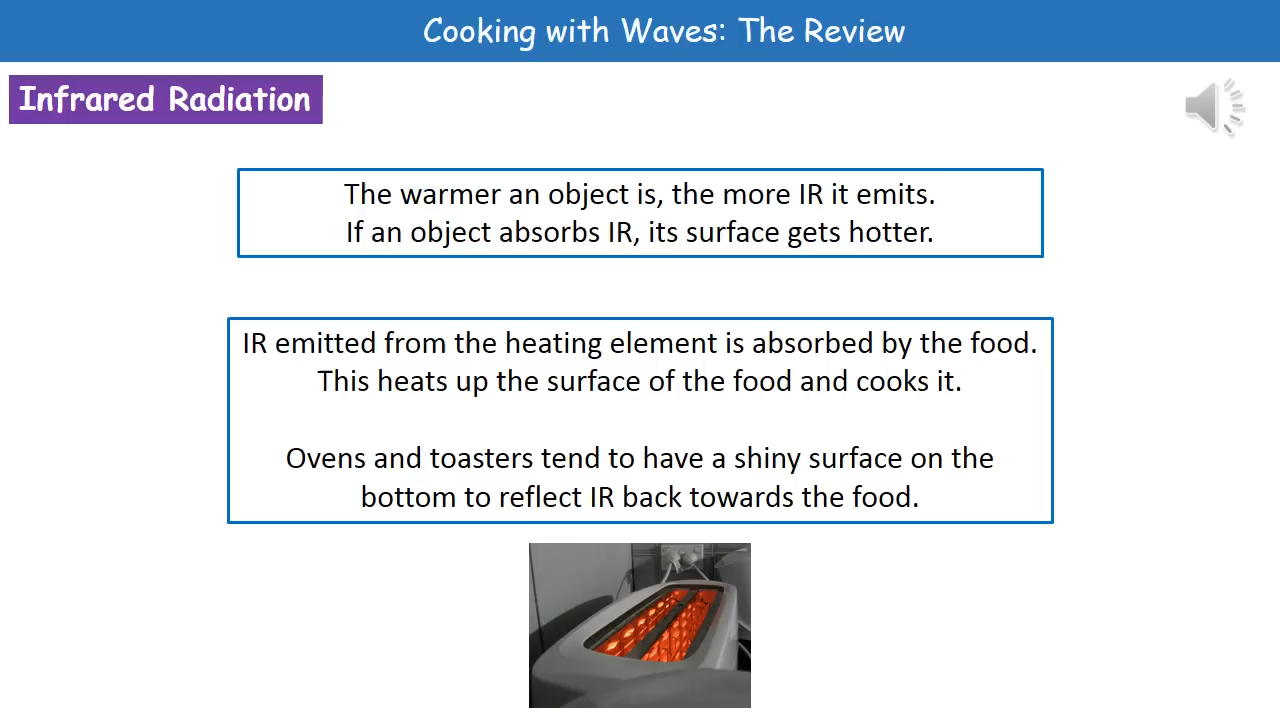 Cooking with Waves: The Review
Infrared Radiation
The warmer an object is, the more IR it emits.
If an object absorbs IR, its surface gets hotter.
IR emitted from the heating element is absorbed by the food.
This heats up the surface of the food and cooks it.
Ovens and toasters tend to have a shiny surface on the
bottom to reflect IR back towards the food.